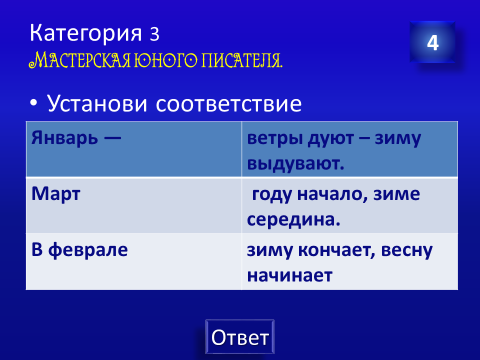 Категория 3
Мастерская юного писателя.
4
• Установи соответствие
Январь —
ветры дуют – зиму
выдувают.
Март
году начало, зиме
середина.
В феврале
зиму кончает, весну
начинает
Ответ